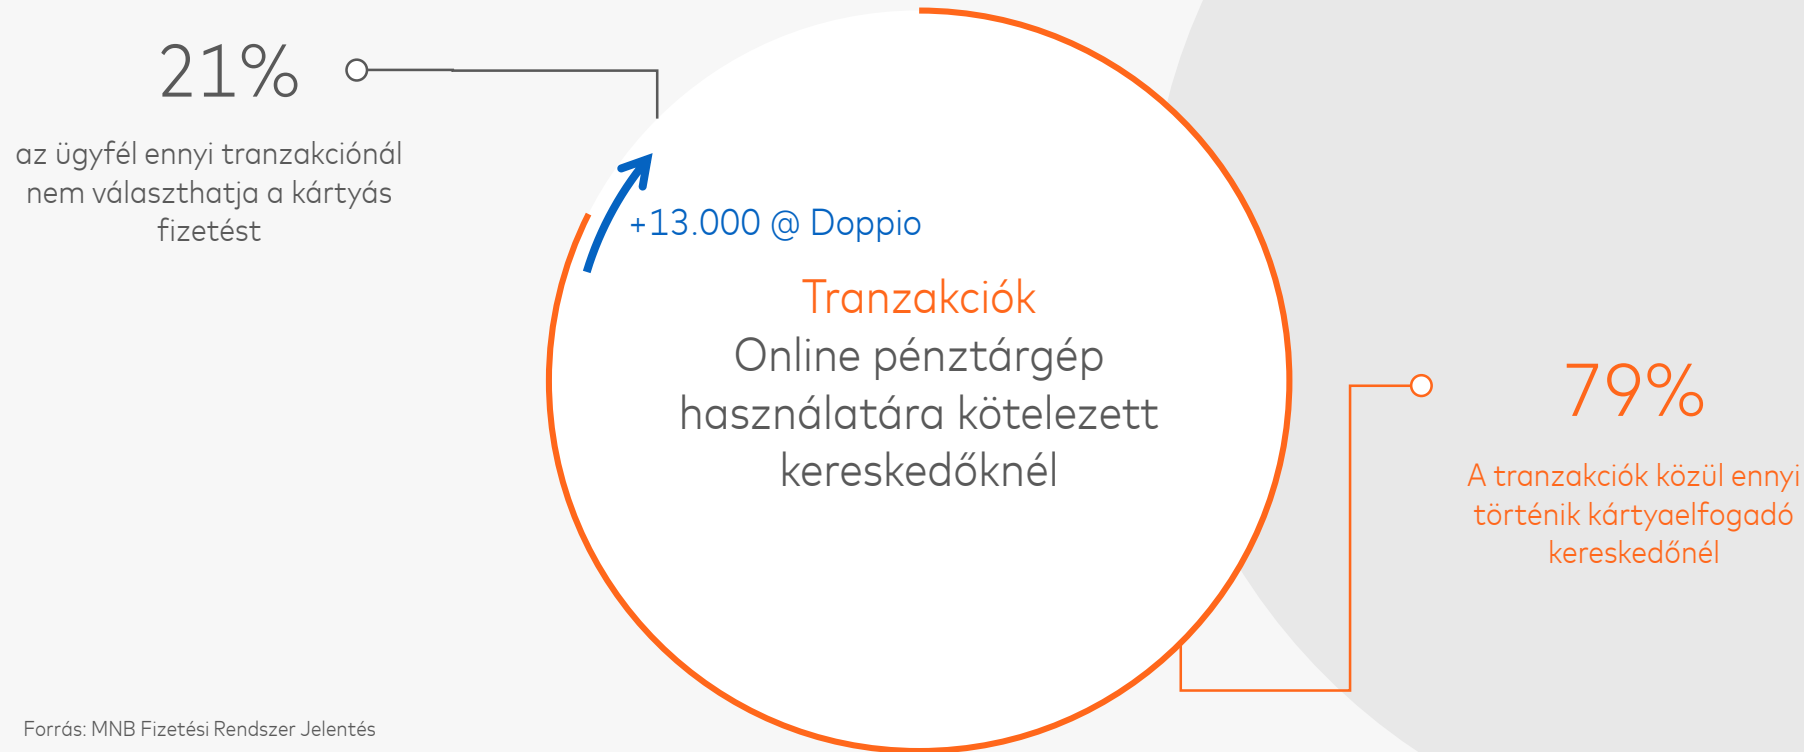 21%
az ügyfél ennyi tranzakciónál
nem választhatja a kártyás
fizetést
+13.000 @ Doppio
Tranzakciók
Online pénztárgép
használatára kötelezett
kereskedőknél
79%
A tranzakciók közül ennyi
történik kártyaelfogadó
kereskedőnél
Forrás: MNB Fizetési Rendszer Jelentés